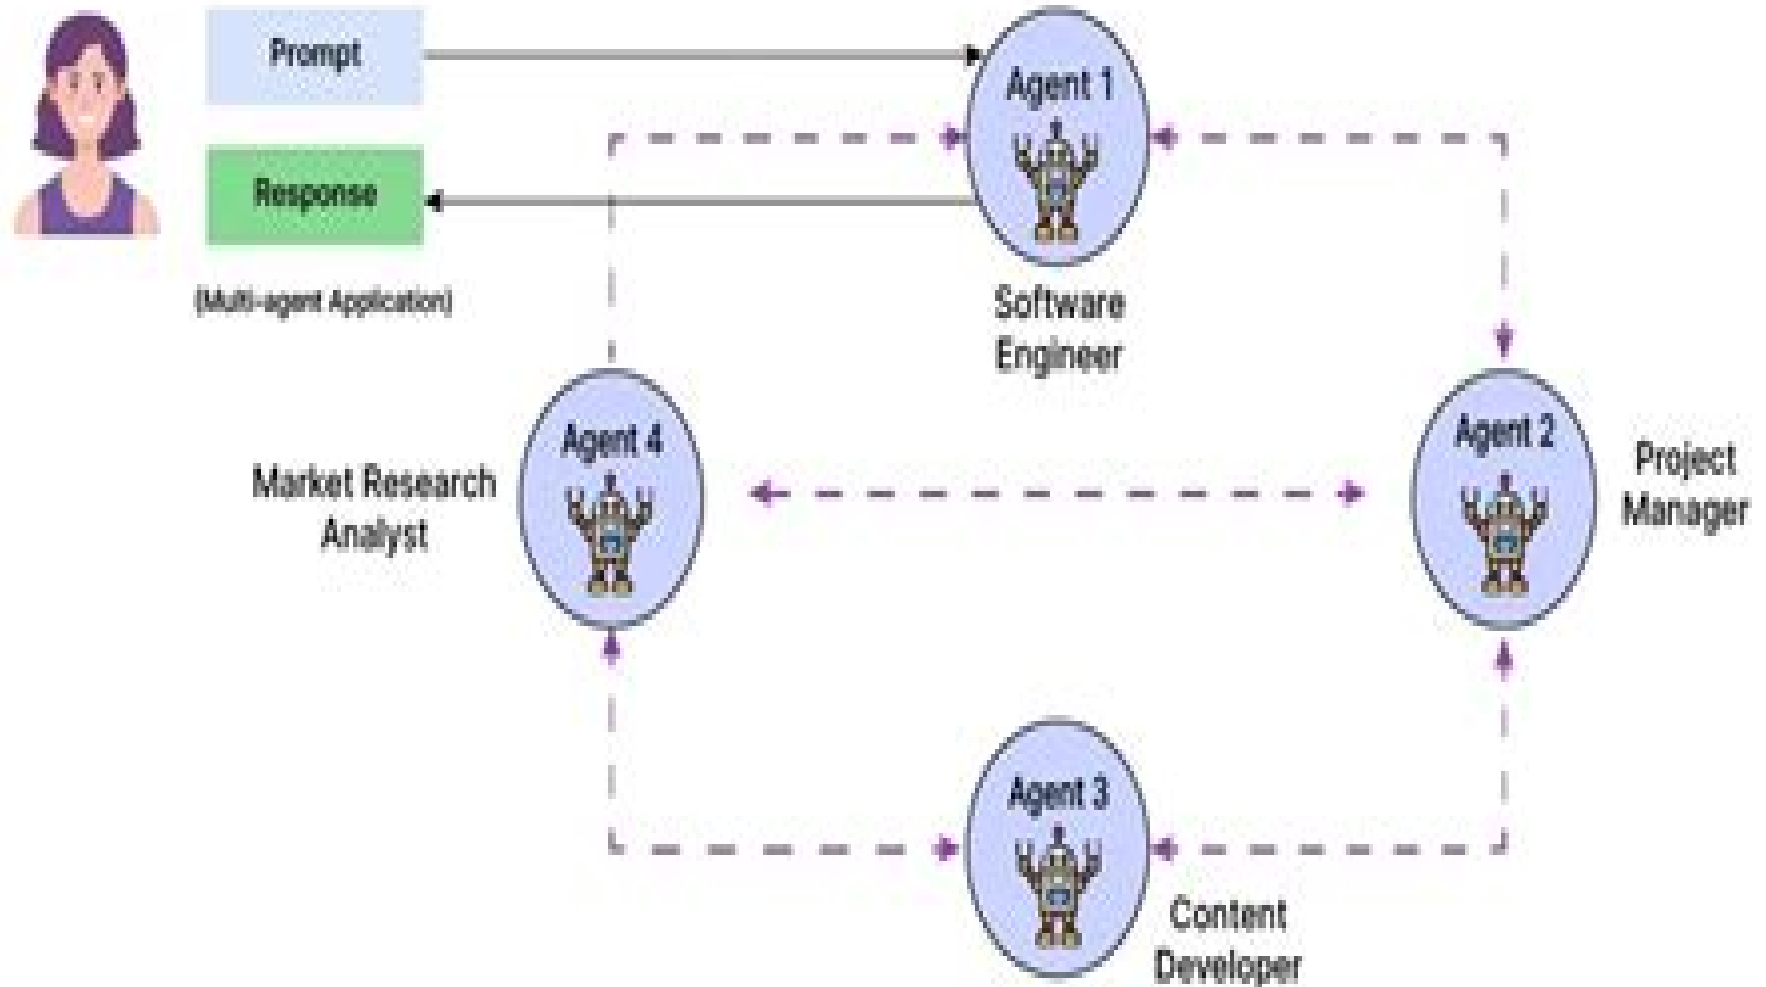 Prompt
Agent 1
Response
(Multi-agent Application)
Software
Engineer
Agent 4
Agent 2
Market Research
Analyst
Project
Manager
Agent 3
Content
Developer